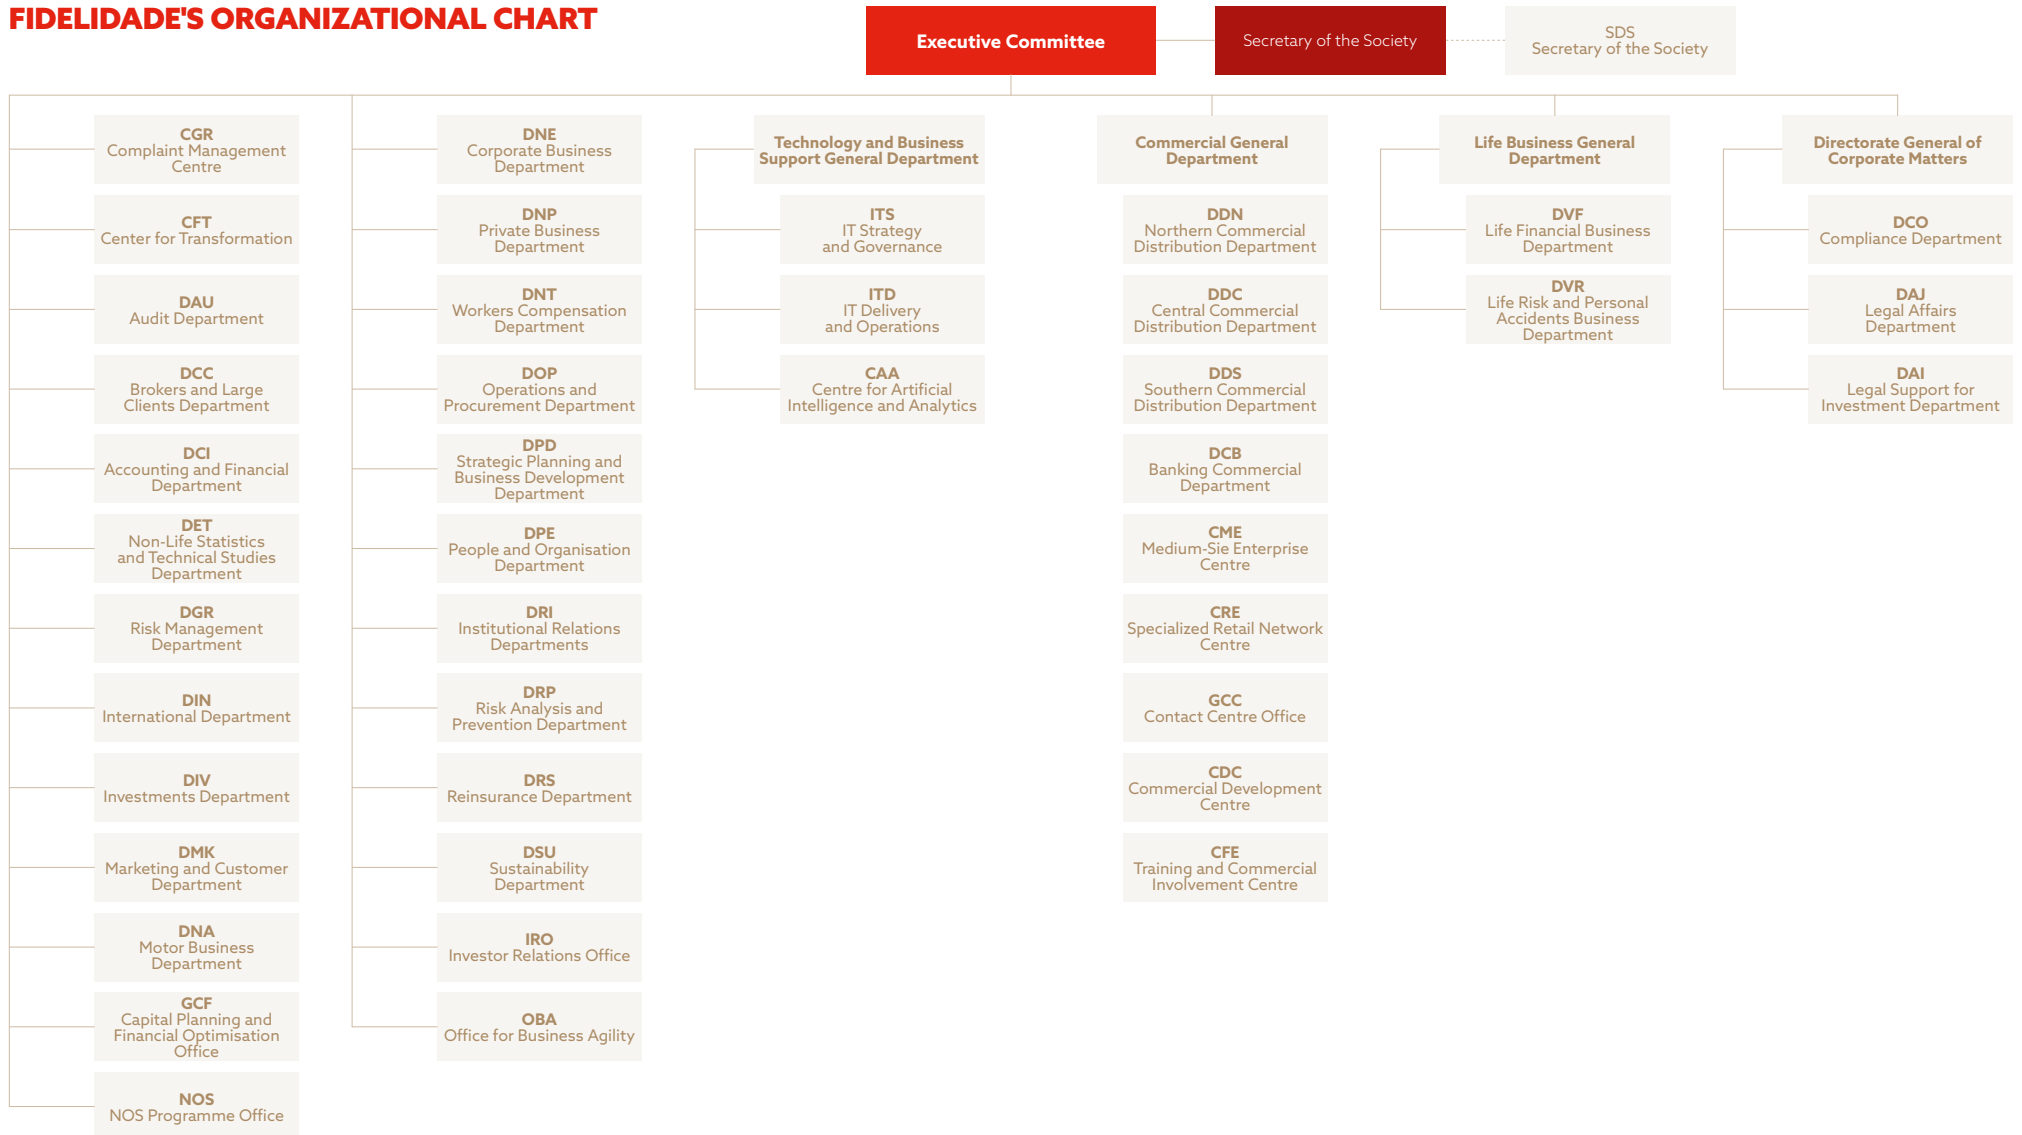 FIDELIDADE'S ORGANIZATIONAL CHART
Executive Committee
Secretary of the Society
SDS
Secretary of the Society
CGR
Complaint Management
Centre
CFT
Center for Transformation
DAU
Audit Department
DCC
Brokers and Large
Clients Department
DCI
Accounting and Financial
Department
DET
Non-Life Statistics
and Technical Studies
Department
DGR
Risk Management
Department
DIN
International Department
DIV
Investments Department
DMK
Marketing and Customer
Department
DNA
Motor Business
Department
GCF
Capital Planning and
Financial Optimisation
Office
NOS
NOS Programme Office
DNE
Corporate Business
Department
DNP
Private Business
Department
DNT
Workers Compensation
Department
DOP
Operations and
Procurement Department
DPD
Strategic Planning and
Business Development
Department
DPE
People and Organisation
Department
DRI
Institutional Relations
Departments
DRP
Risk Analysis and
Prevention Department
DRS
Reinsurance Department
DSU
Sustainability
Department
IRO
Investor Relations Office
OBA
Office for Business Agility
Technology and Business
Support General Department
ITS
IT Strategy
and Governance
ITD
IT Delivery
and Operations
CAA
Centre for Artificial
Intelligence and Analytics
Commercial General
Department
DDN
Northern Commercial
Distribution Department
DDC
Central Commercial
Distribution Department
DDS
Southern Commercial
Distribution Department
DCB
Banking Commercial
Department
CME
Medium-Sie Enterprise
Centre
CRE
Specialized Retail Network
Centre
GCC
Contact Centre Office
CDC
Commercial Development
Centre
CFE
Training and Commercial
Involvement Centre
Life Business General
Department
DVF
Life Financial Business
Department
DVR
Life Risk and Personal
Accidents Business
Department
Directorate General of
Corporate Matters
DCO
Compliance Department
DAJ
Legal Affairs
Department
DAI
Legal Support for
Investment Department